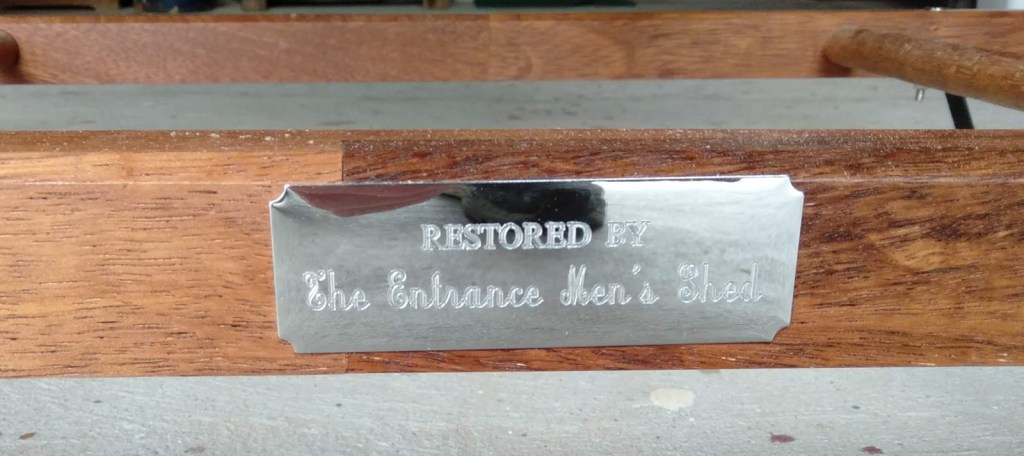 RESTORED BY
The Entrance Men's Shed